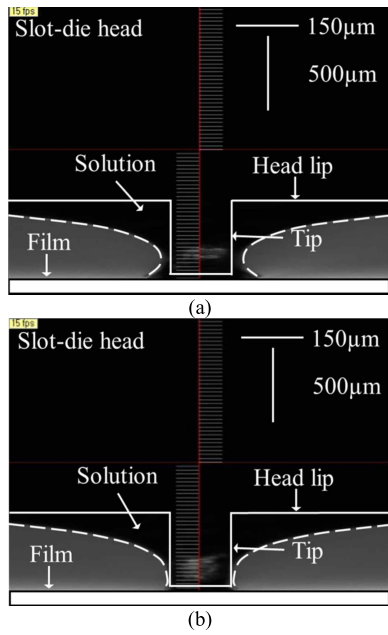 15 fps
Slot-die head
150μm
500μm
Solution
Head lip
Film
Tip
(a)
15 fps
Slot-die head
150μm
500μm
Solution
Head lip
Film
Tip
(b)